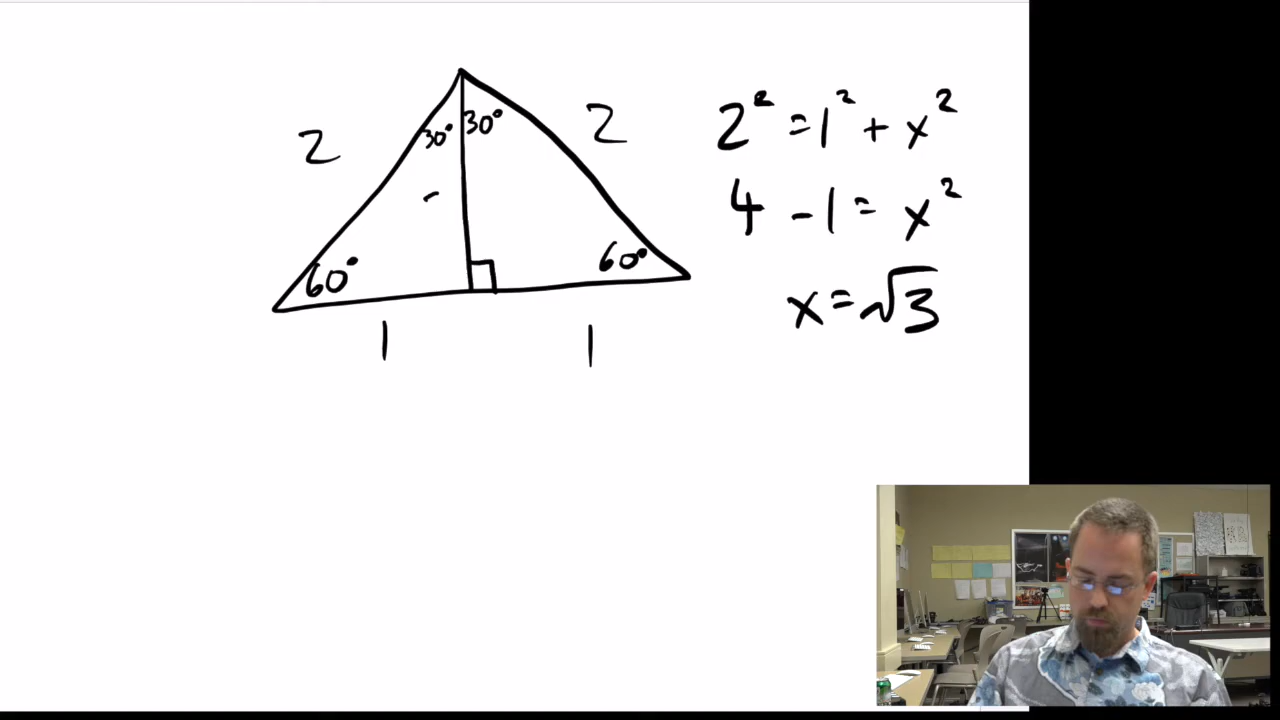 2
30°
30°
2
60°
60°
1
1
2² = 1² + x²
4 - 1 = x²
x = √3